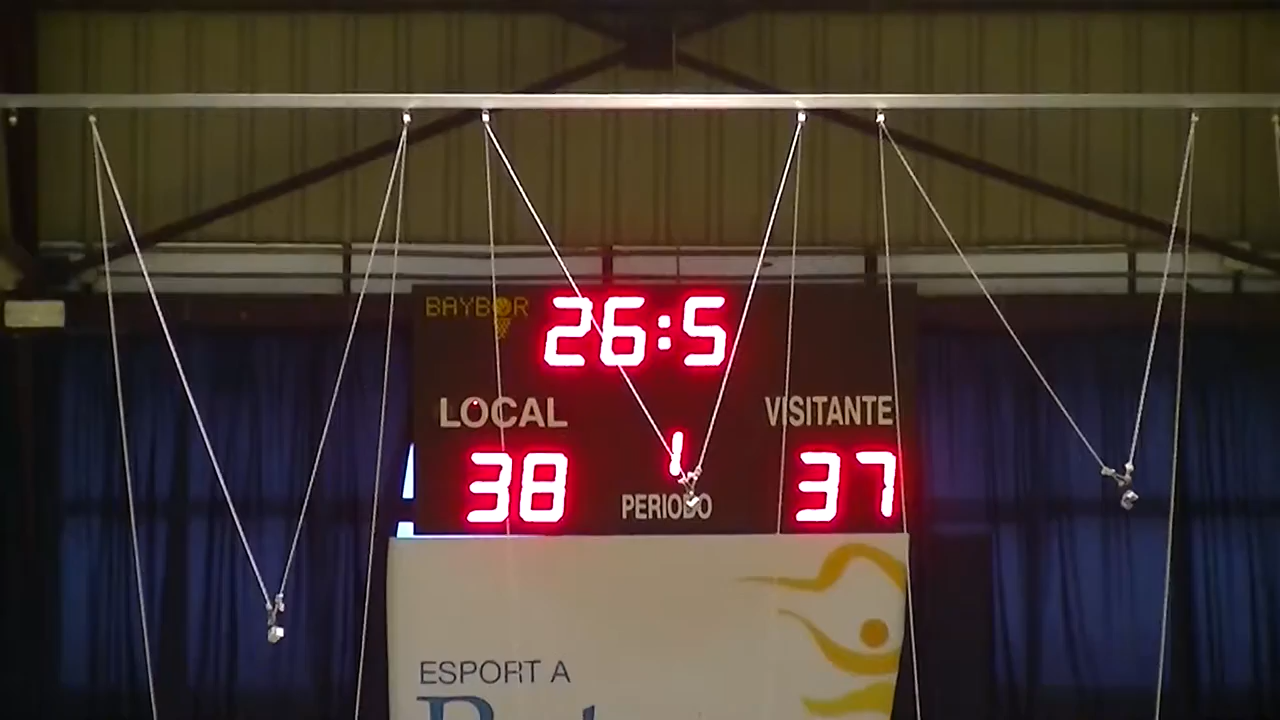 BAYBOR
26:5
LOCAL
VISITANTE
38
1
37
PERIODO
ESPORT A